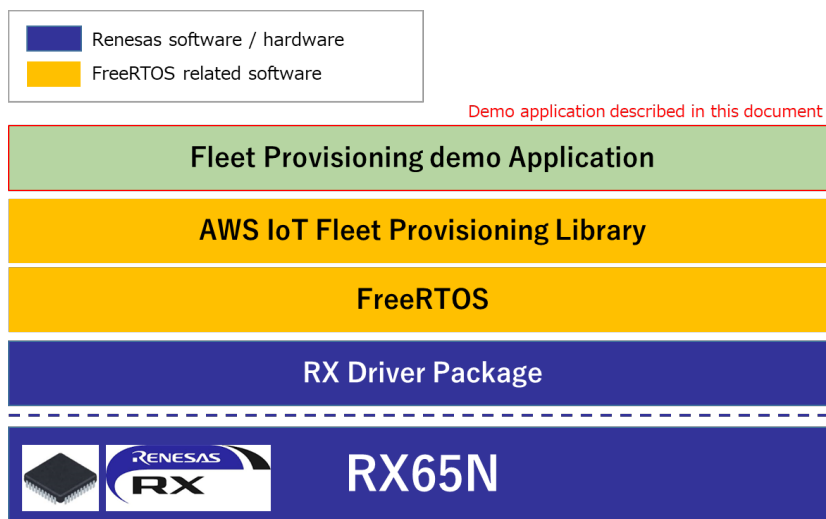 Renesas software / hardware
FreeRTOS related software
Demo application described in this document
Fleet Provisioning demo Application
AWS IoT Fleet Provisioning Library
FreeRTOS
RX Driver Package
RENESAS
RX
RX65N